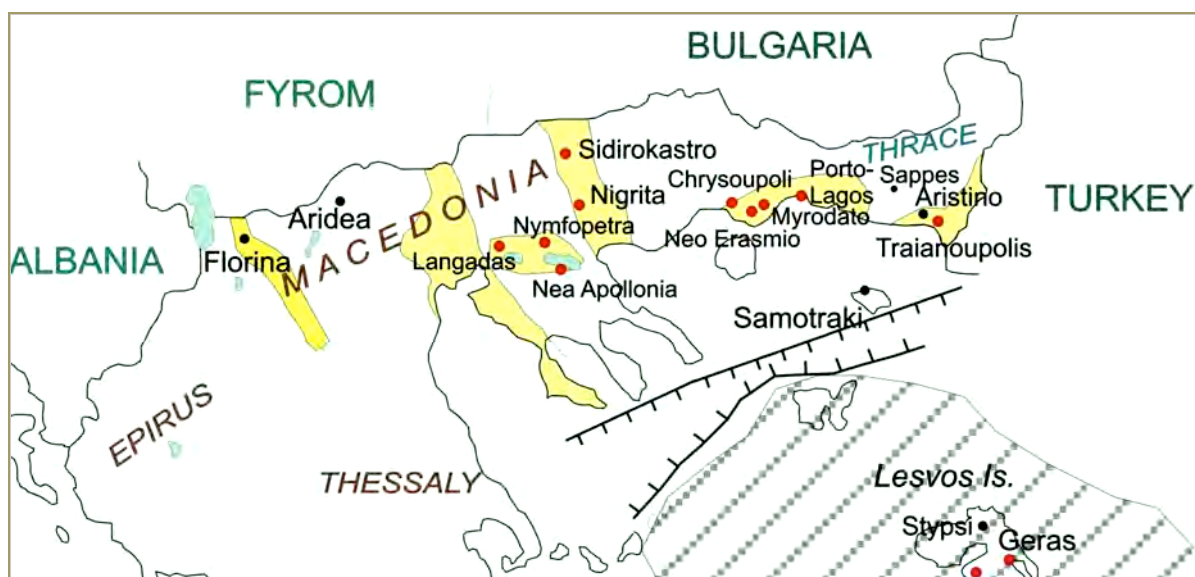 BULGARIA
FYROM
THRACE
Sidirokastro
Porto-
Sappes
Chrysoupoli
MACEDONIA
Nigrita
Lagos
Aristino
TURKEY
Aridea
Nymfopetra
Myrodato
Neo Erasmio
Traianoupolis
ALBANIA
Florina
Langadas
Nea Apollonia
Samotraki
EPIRUS
THESSALY
Lesvos Is.
Stypsi
Geras